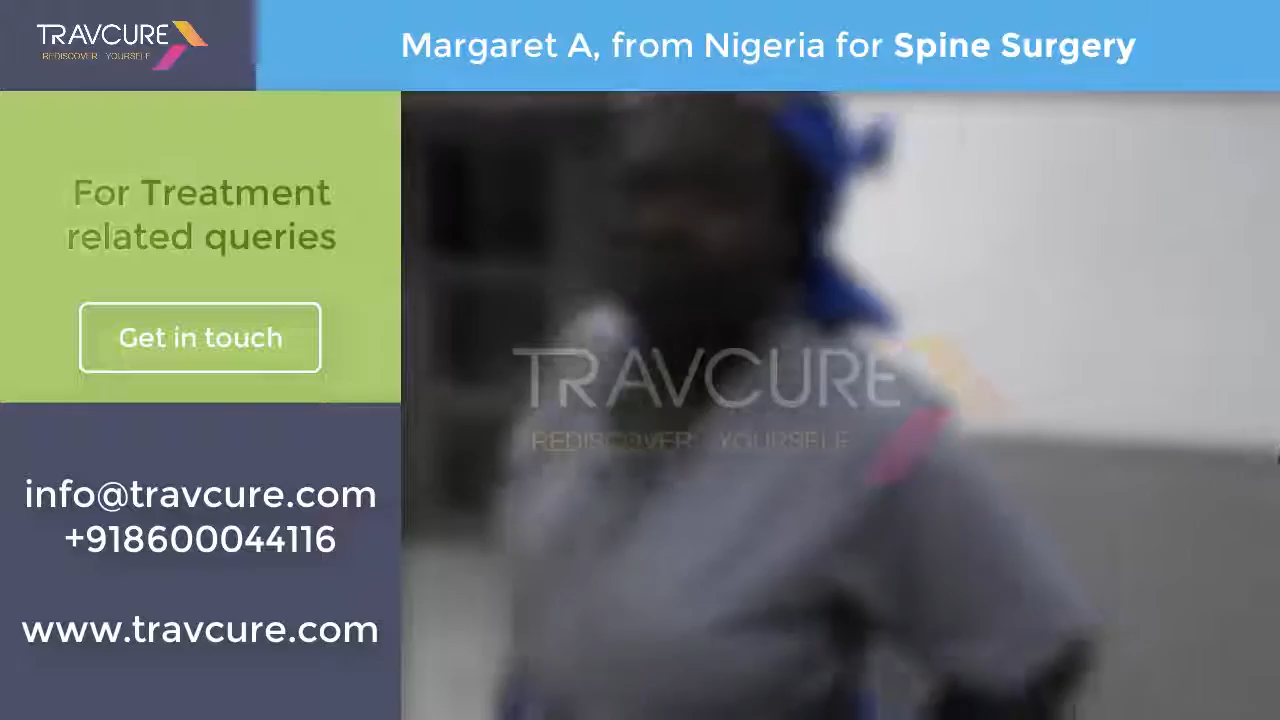 TRAVCURE
REDISCOVER YOURSELF
Margaret A, from Nigeria for Spine Surgery
For Treatment
related queries
Get in touch
info@travcure.com
+918600044116
www.travcure.com
TRAVCURE
REDISCOVER YOURSELF